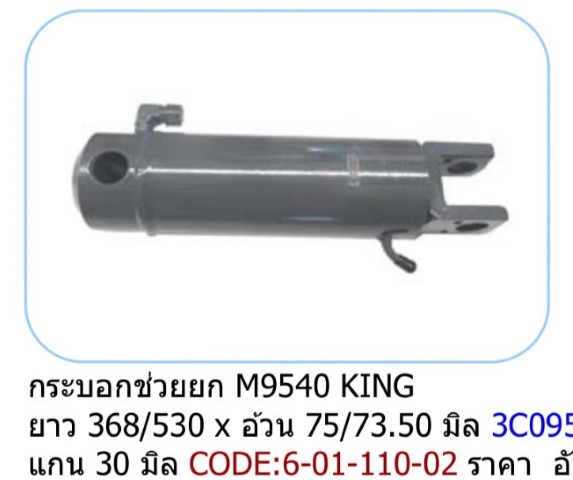 กระบอกช่วยยก M9540 KING
ยาว 368/530 x อ้วน 75/73.50 มิล 3C095
แกน 30 มิล CODE:6-01-110-02 ราคา